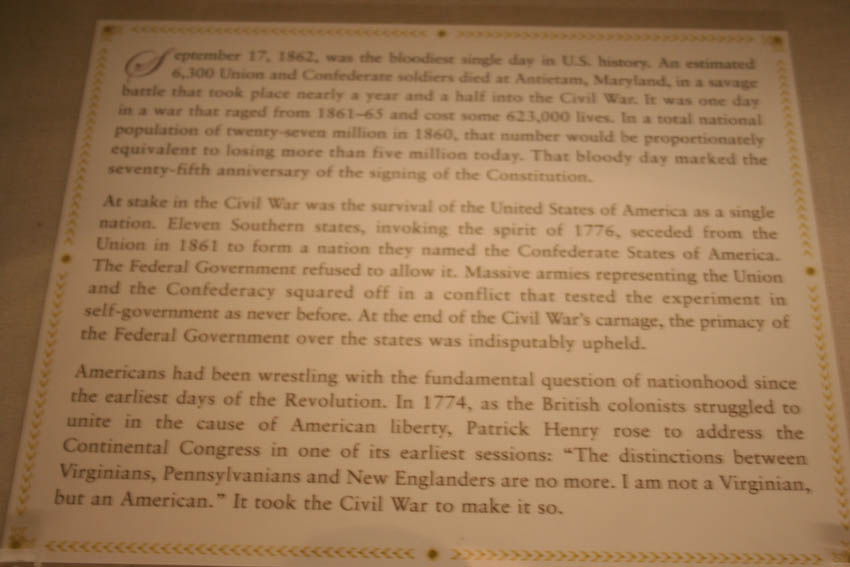 September 17, 1862, was the bloodiest single day in U.S. history. An estimated
6,300 Union and Confederate soldiers died at Antietam, Maryland, in a savage
battle that took place nearly a year and a half into the Civil War. It was one day
in a war that raged from 1861–65 and cost some 623,000 lives. In a total national
population of twenty-seven million in 1860, that number would be proportionately
equivalent to losing more than five million today. That bloody day marked the
seventy-fifth anniversary of the signing of the Constitution.
At stake in the Civil War was the survival of the United States of America as a single
nation. Eleven Southern states, invoking the spirit of 1776, seceded from the
Union in 1861 to form a nation they named the Confederate States of America.
The Federal Government refused to allow it. Massive armies representing the Union
and the Confederacy squared off in a conflict that tested the experiment in
self-government as never before. At the end of the Civil War's carnage, the primacy of
the Federal Government over the states was indisputably upheld.
Americans had been wrestling with the fundamental question of nationhood since
the earliest days of the Revolution. In 1774, as the British colonists struggled to
unite in the cause of American liberty, Patrick Henry rose to address the
Continental Congress in one of its earliest sessions: “The distinctions between
Virginians, Pennsylvanians and New Englanders are no more. I am not a Virginian,
but an American.” It took the Civil War to make it so.